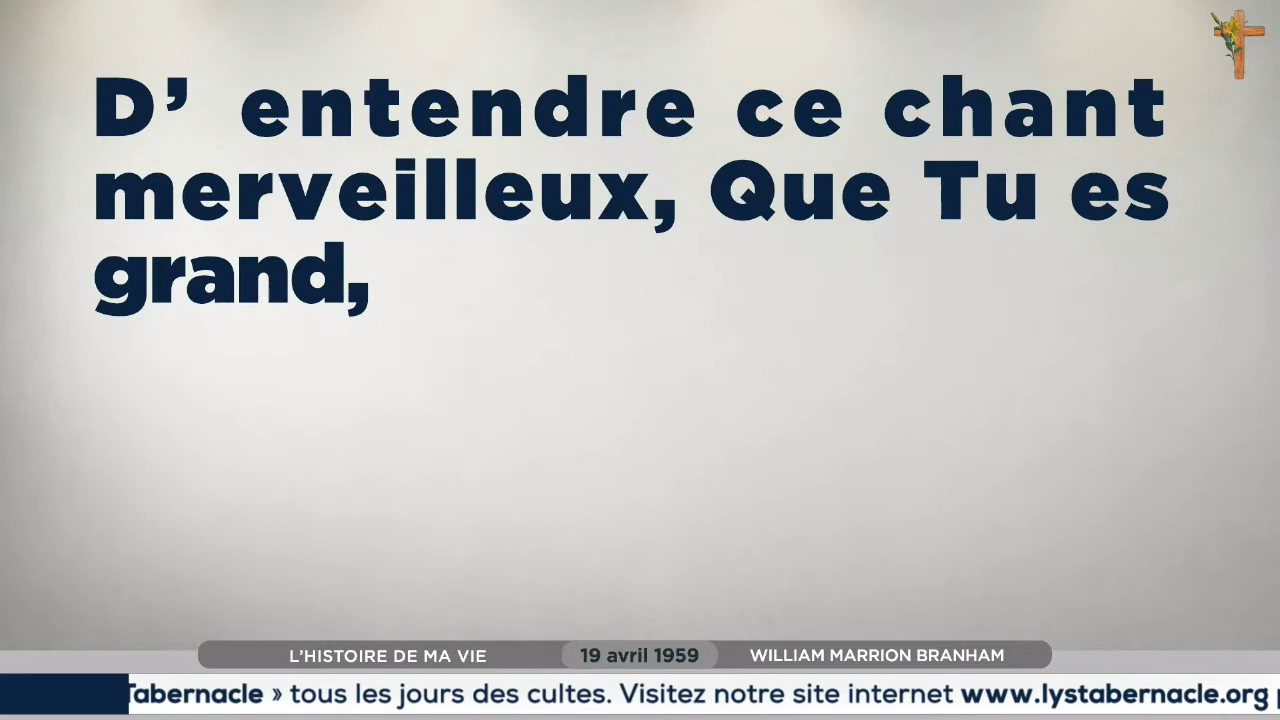 D’ entendre ce chant
merveilleux, Que Tu es
grand,
L’HISTOIRE DE MA VIE 19 avril 1959 WILLIAM MARRION BRANHAM
Tabernacle » tous les jours des cultes. Visitez notre site internet www.lystabernacle.org